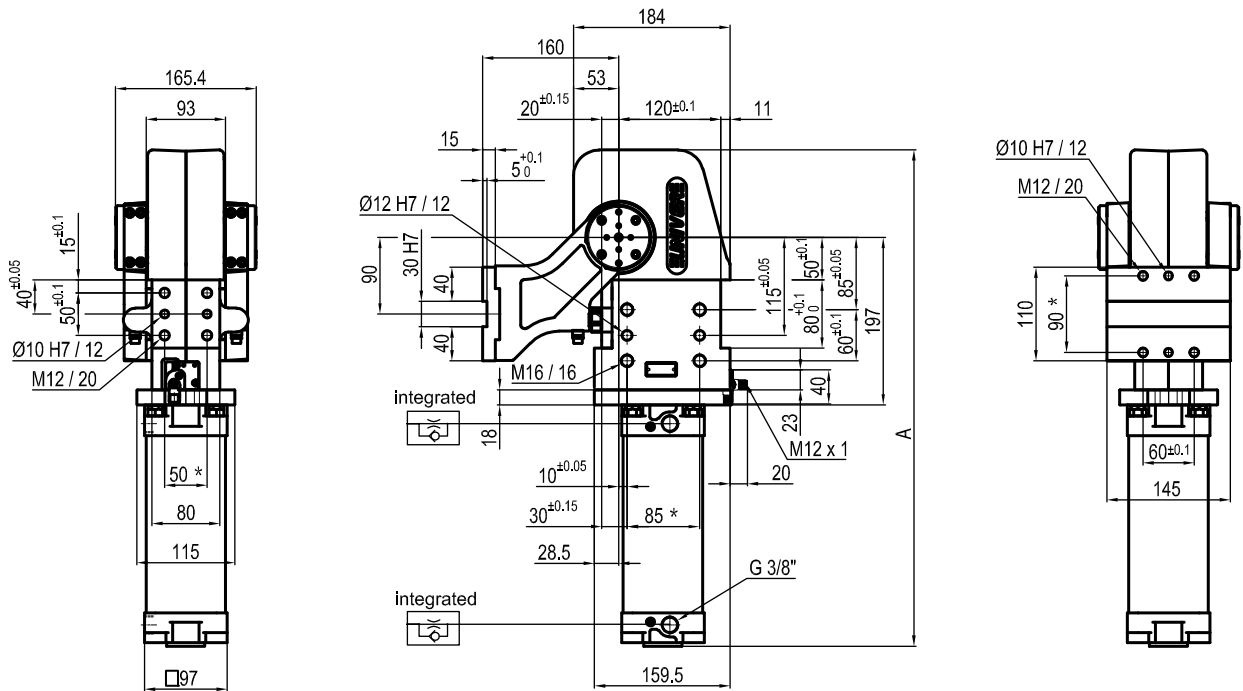 184
160
165.4
53
93
20±0.15
120±0.1
11
15
5 +0.1 0
Ø10 H7 / 12
M12 / 20
Ø12 H7 / 12
UNIVER
15±0.1
40±0.05
50±0.1
90
30 H7
40
40
115±0.05
50±0.1
80 +0.1 0
85±0.05
60±0.1
197
110
90 *
Ø10 H7 / 12
M12 / 20
M16 / 16
integrated
18
40
23
A
M12 x 1
20
50 *
80
115
10±0.05
30±0.15
85 *
28.5
60±0.1
145
G 3/8"
integrated
□97
159.5